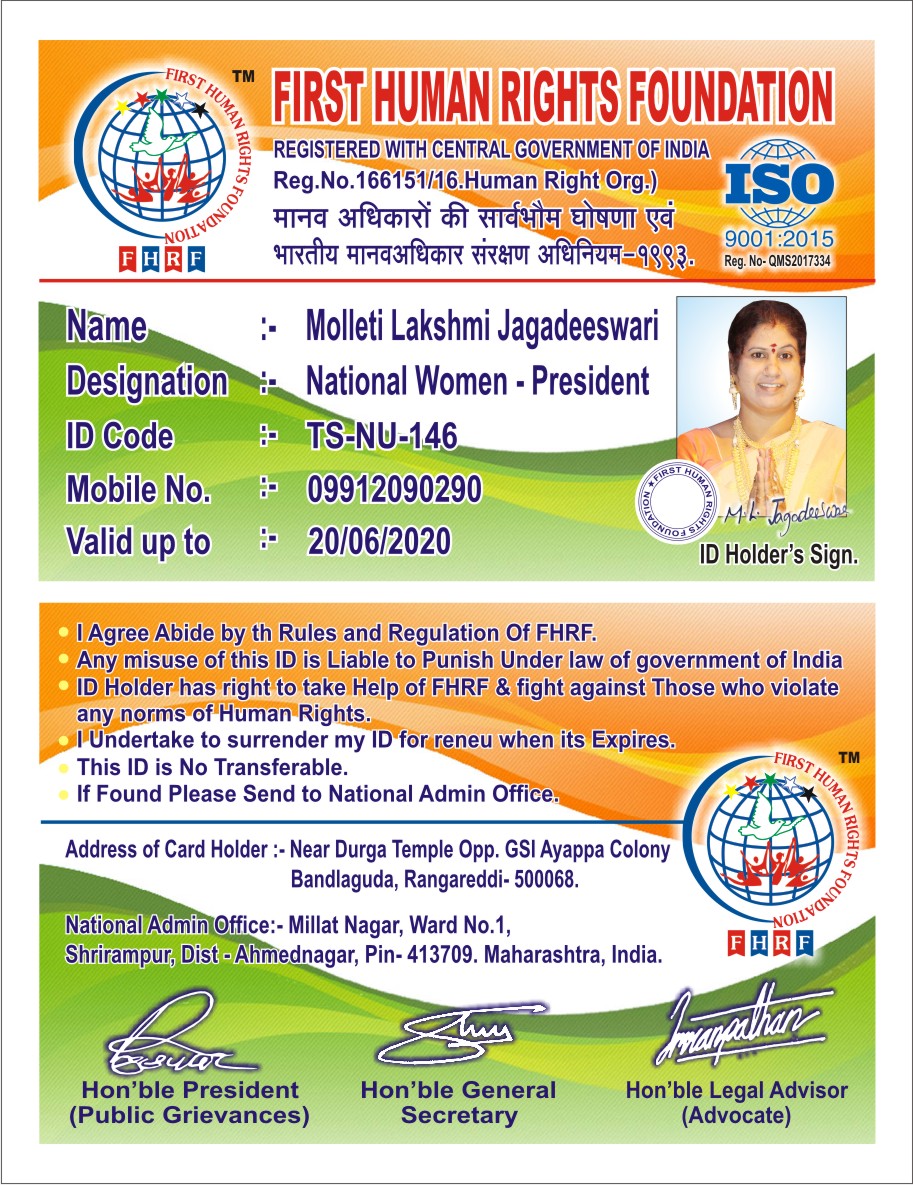 FIRST HUMAN RIGHTS FOUNDATION
FHRF
TM
FIRST HUMAN RIGHTS FOUNDATION
REGISTERED WITH CENTRAL GOVERNMENT OF INDIA
Reg.No.166151/16.Human Right Org.)
मानव अधिकारों की सार्वभौम घोषणा एवं
भारतीय मानवअधिकार संरक्षण अधिनियम–१९९३.
ISO
9001:2015
Reg. No- QMS2017334
Name :- Molleti Lakshmi Jagadeeswari
Designation :- National Women - President
ID Code :- TS-NU-146
Mobile No. :- 09912090290
Valid up to :- 20/06/2020
FIRST HUMAN RIGHTS FOUNDATION
M. L. Jagadeeswari
ID Holder's Sign.
I Agree Abide by th Rules and Regulation Of FHRF.
Any misuse of this ID is Liable to Punish Under law of government of India
ID Holder has right to take Help of FHRF & fight against Those who violate
any norms of Human Rights.
I Undertake to surrender my ID for reneu when its Expires.
This ID is No Transferable.
If Found Please Send to National Admin Office.
TM
FIRST HUMAN RIGHTS FOUNDATION
FHRF
Address of Card Holder :- Near Durga Temple Opp. GSI Ayappa Colony
Bandlaguda, Rangareddi- 500068.
National Admin Office:- Millat Nagar, Ward No.1,
Shrirampur, Dist - Ahmednagar, Pin- 413709. Maharashtra, India.
Imranpathan
Hon'ble President
(Public Grievances)
Hon'ble General
Secretary
Hon'ble Legal Advisor
(Advocate)